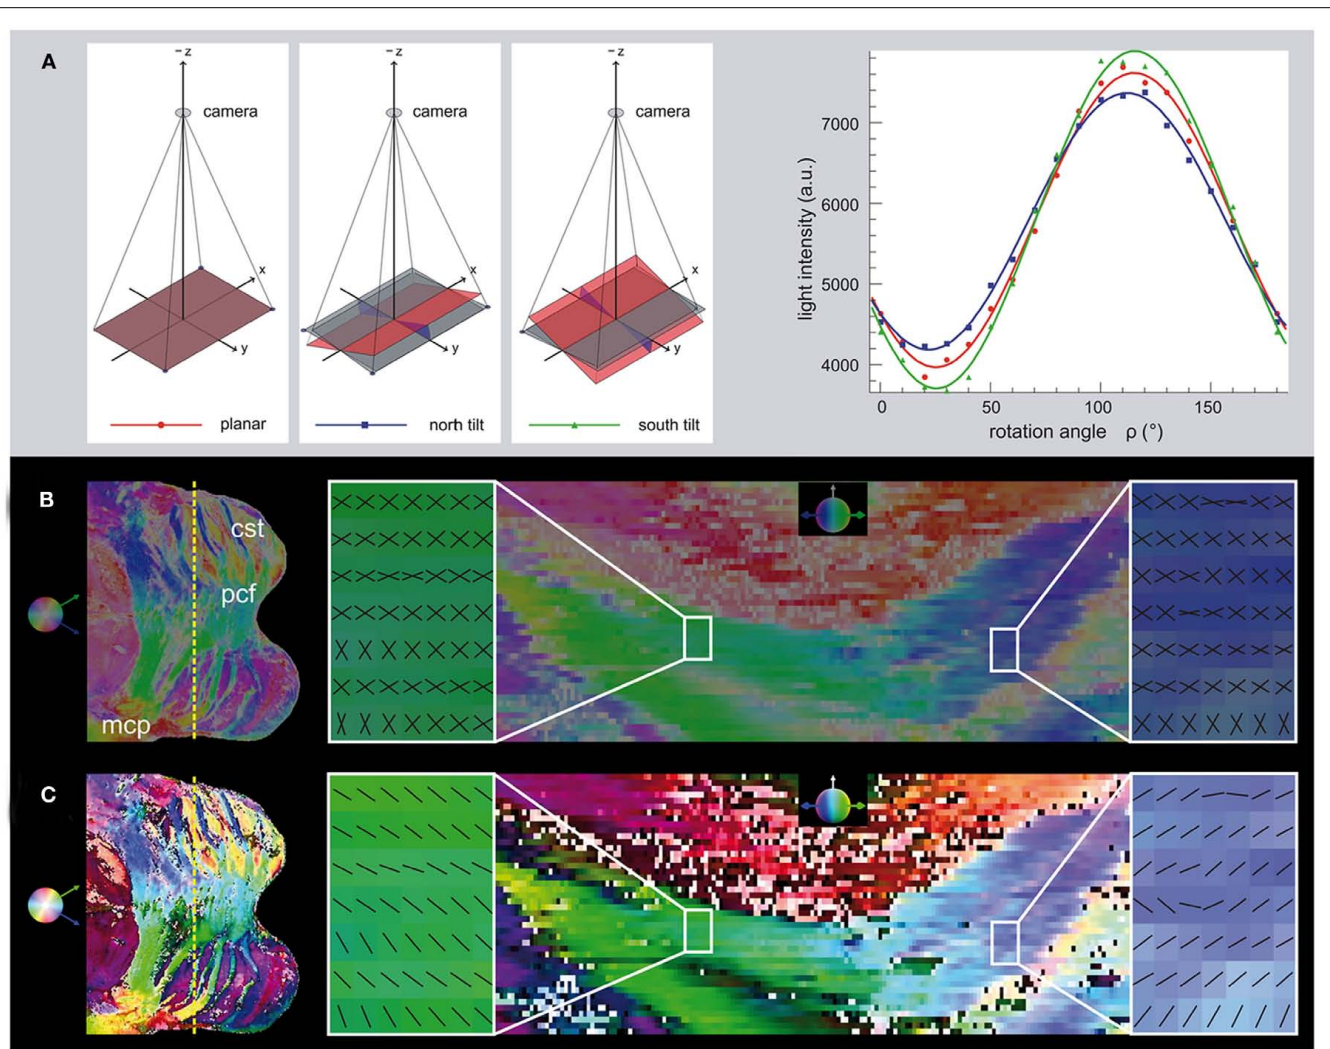 A
-z
camera
x
y
planar
-z
camera
x
y
north tilt
-z
camera
x
y
south tilt
light intensity (a.u.)
7000
6000
5000
4000
0 50 100 150
rotation angle ρ (°)
B
cst
pcf
mcp
C